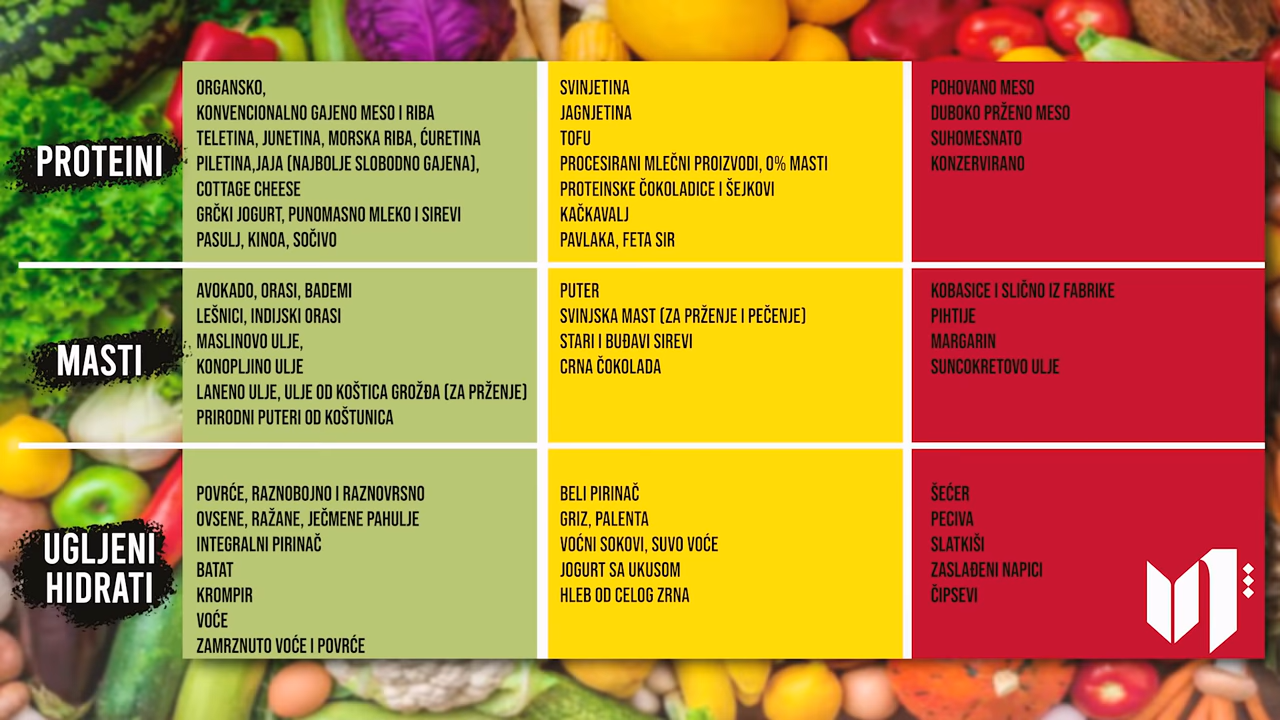 PROTEINI
ORGANSKO,
KONVENCIONALNO GAJENO MESO I RIBA
TELETINA, JUNETINA, MORSKA RIBA, ĆURETINA
PILETINA,JAJA (NAJBOLJE SLOBODNO GAJENA),
COTTAGE CHEESE
GRČKI JOGURT, PUNOMASNO MLEKO I SIREVI
PASULJ, KINOA, SOČIVO
SVINJETINA
JAGNJETINA
TOFU
PROCESIRANI MLEČNI PROIZVODI, 0% MASTI
PROTEINSKE ČOKOLADICE I ŠEJKOVI
KAČKAVALJ
PAVLAKA, FETA SIR
POHOVANO MESO
DUBOKO PRŽENO MESO
SUHOMESNATO
KONZERVIRANO
MASTI
AVOKADO, ORASI, BADEMI
LEŠNICI, INDIJSKI ORASI
MASLINOVO ULJE,
KONOPLJINO ULJE
LANENO ULJE, ULJE OD KOŠTICA GROŽĐA (ZA PRŽENJE)
PRIRODNI PUTERI OD KOŠTUNICA
PUTER
SVINJSKA MAST (ZA PRŽENJE I PEČENJE)
STARI I BUĐAVI SIREVI
CRNA ČOKOLADA
KOBASICE I SLIČNO IZ FABRIKE
PIHTIJE
MARGARIN
SUNCOKRETOVO ULJE
UGLJENI
HIDRATI
POVRĆE, RAZNOBOJNO I RAZNOVRSNO
OVSENE, RAŽANE, JEČMENE PAHULJE
INTEGRALNI PIRINAČ
BATAT
KROMPIR
VOĆE
ZAMRZNUTO VOĆE I POVRĆE
BELI PIRINAČ
GRIZ, PALENTA
VOĆNI SOKOVI, SUVO VOĆE
JOGURT SA UKUSOM
HLEB OD CELOG ZRNA
ŠEĆER
PECIVA
SLATKIŠI
ZASLAĐENI NAPICI
ČIPSEVI